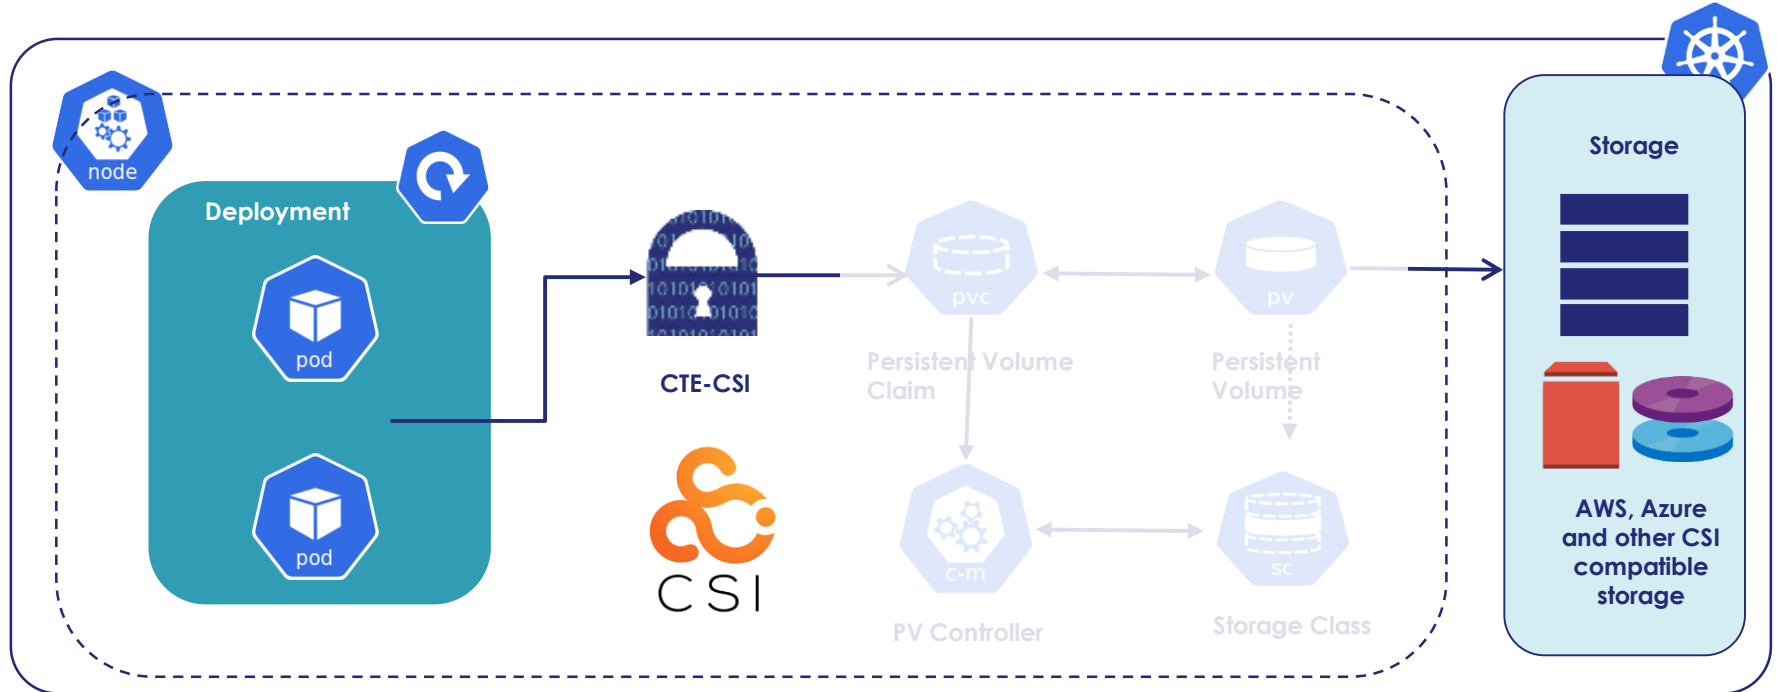 node
Deployment
pod
pod
CTE-CSI
CSI
pvc
Persistent Volume
Claim
pv
Persistent
Volume
c-m
PV Controller
sc
Storage Class
Storage
AWS, Azure
and other CSI
compatible
storage